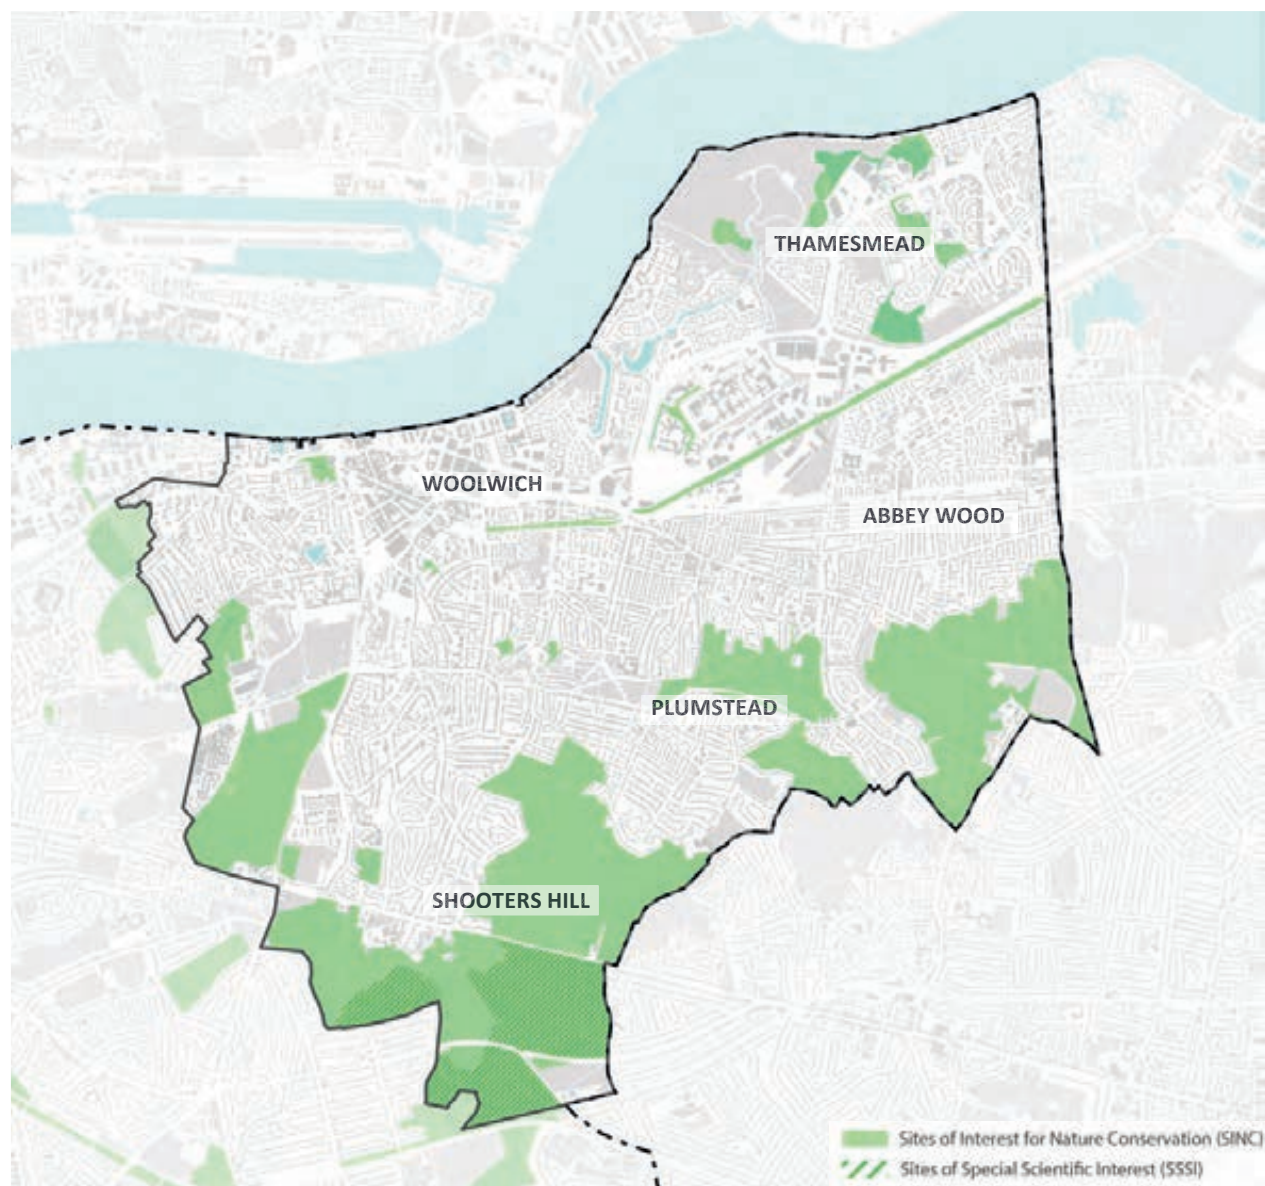 THAMESMEAD
WOOLWICH
ABBEY WOOD
PLUMSTEAD
SHOOTERS HILL
Sites of Interest for Nature Conservation (SINC)
Sites of Special Scientific Interest (SSSI)